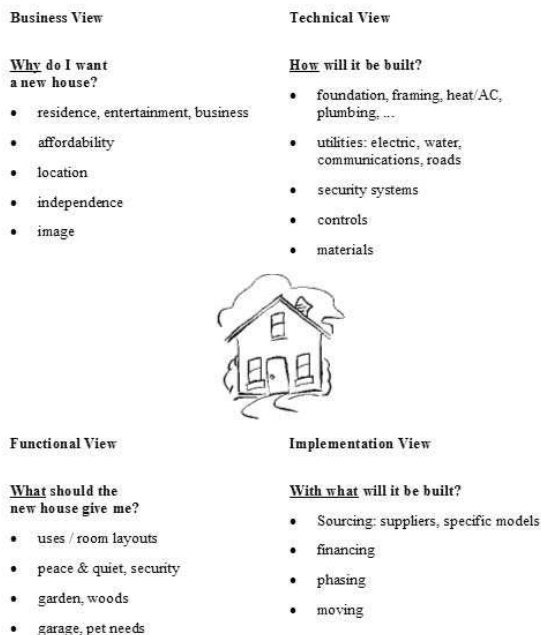 Business View
Why do I want
a new house?
• residence, entertainment, business
• affordability
• location
• independence
• image
Technical View
How will it be built?
• foundation, framing, heat/AC,
plumbing, ...
• utilities: electric, water,
communications, roads
• security systems
• controls
• materials
Functional View
What should the
new house give me?
• uses / room layouts
• peace & quiet, security
• garden, woods
• garage, pet needs
Implementation View
With what will it be built?
• Sourcing: suppliers, specific models
• financing
• phasing
• moving